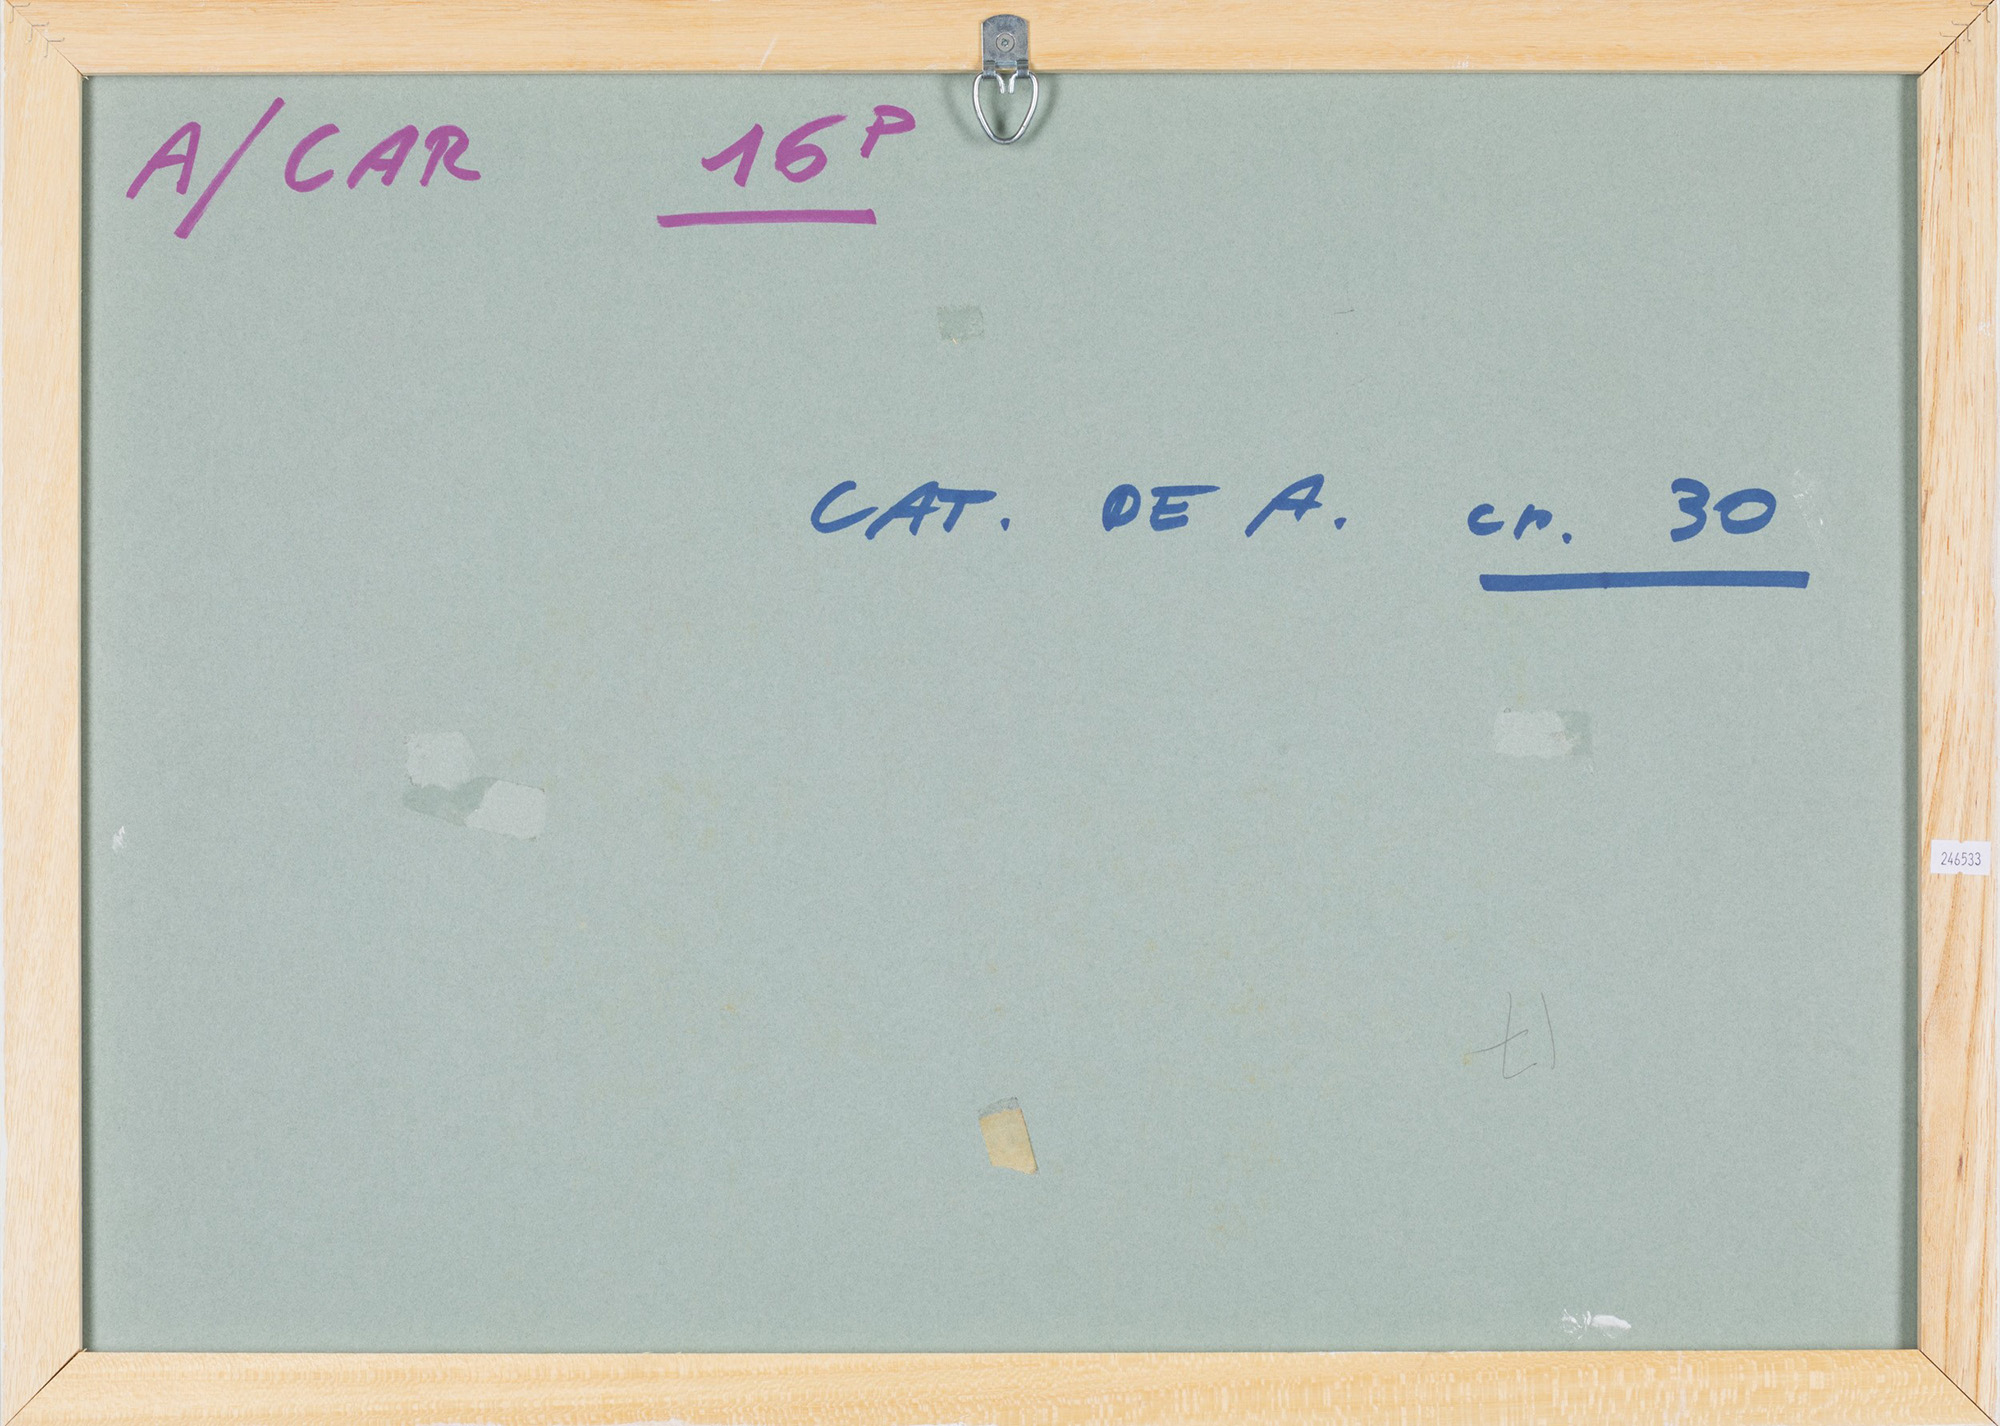 A/CAR 16P
CAT. DE A. cr. 30
246533